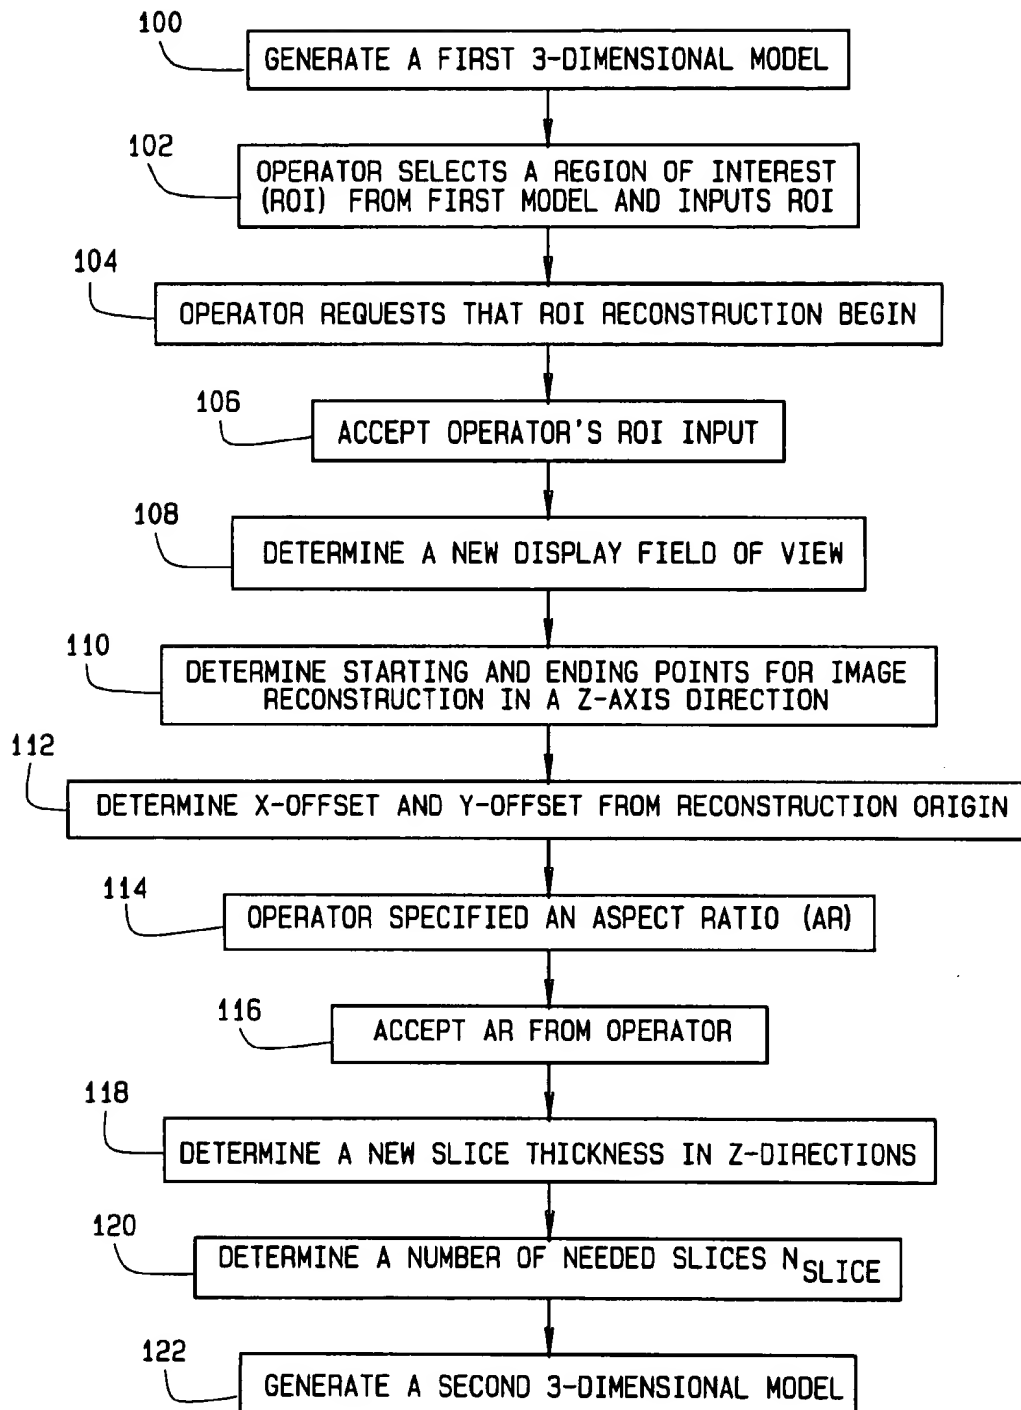 100
GENERATE A FIRST 3-DIMENSIONAL MODEL
102
OPERATOR SELECTS A REGION OF INTEREST
(ROI) FROM FIRST MODEL AND INPUTS ROI
104
OPERATOR REQUESTS THAT ROI RECONSTRUCTION BEGIN
106
ACCEPT OPERATOR'S ROI INPUT
108
DETERMINE A NEW DISPLAY FIELD OF VIEW
110
DETERMINE STARTING AND ENDING POINTS FOR IMAGE
RECONSTRUCTION IN A Z-AXIS DIRECTION
112
DETERMINE X-OFFSET AND Y-OFFSET FROM RECONSTRUCTION ORIGIN
114
OPERATOR SPECIFIED AN ASPECT RATIO (AR)
116
ACCEPT AR FROM OPERATOR
118
DETERMINE A NEW SLICE THICKNESS IN Z-DIRECTIONS
120
DETERMINE A NUMBER OF NEEDED SLICES N SLICE
122
GENERATE A SECOND 3-DIMENSIONAL MODEL